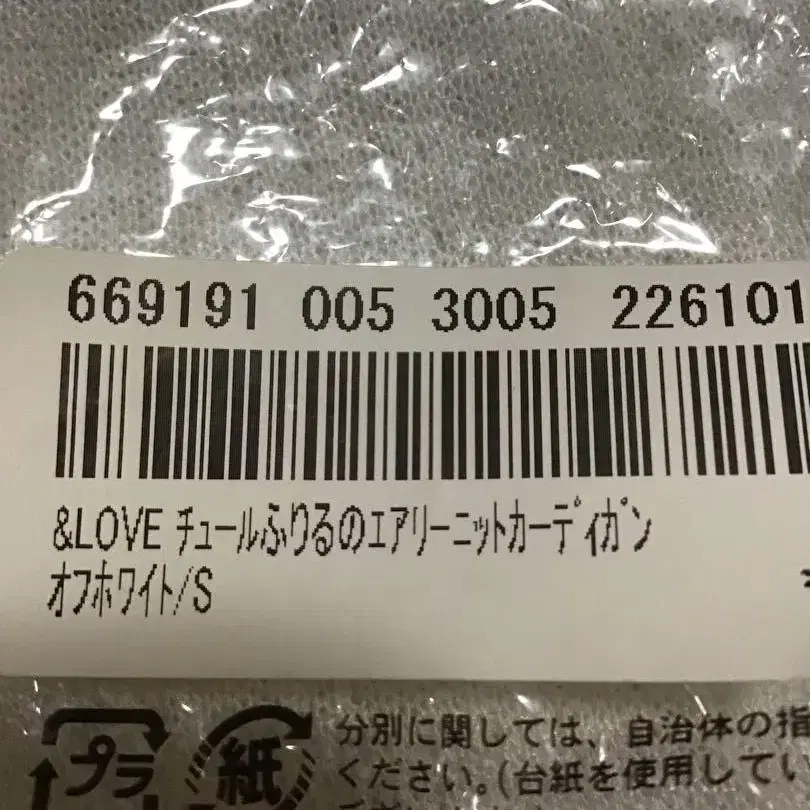 669191 005 3005 226101
&LOVE チュールふりるのエアリーニットカーディガン
オフホワイト/S
プラ
紙
分別に関しては、自治体の指
ください。(台紙を使用してい